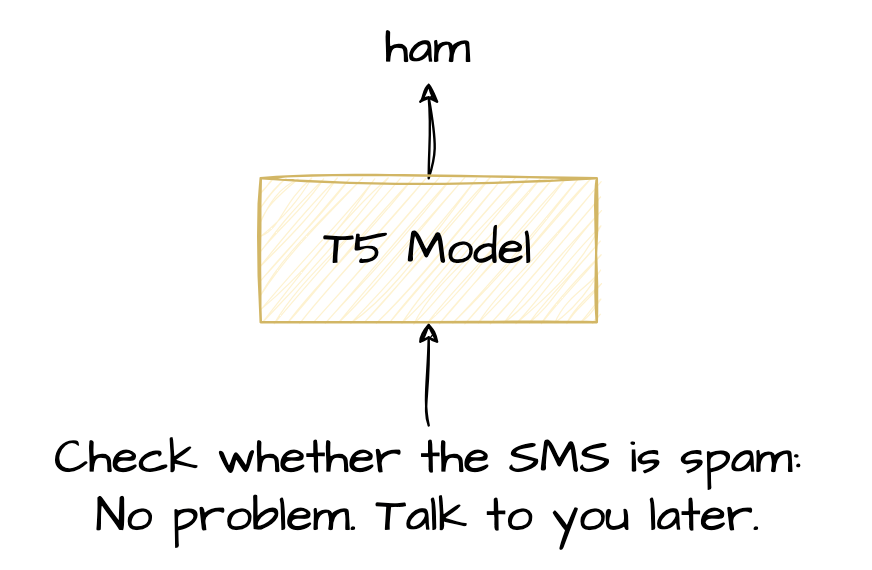 ham
T5 Model
Check whether the SMS is spam:
No problem. Talk to you later.